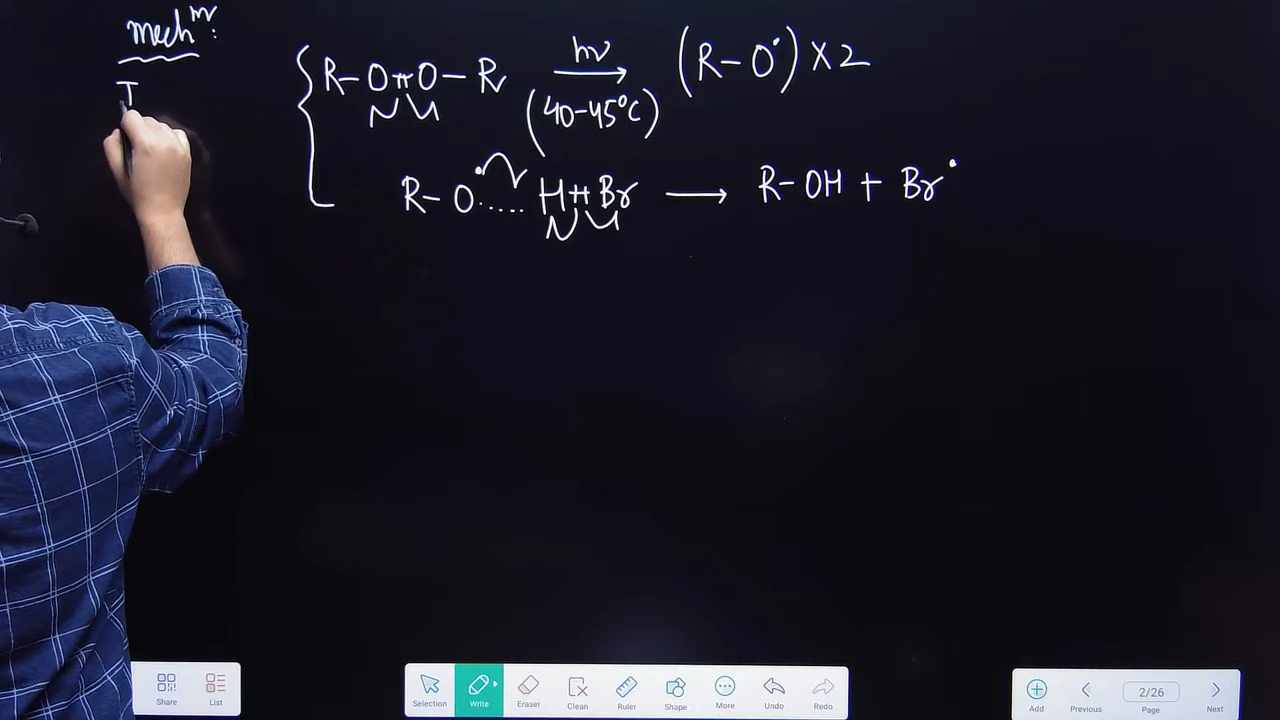 mech^m:
I
R-O-O-R hν (40-45°C) → (R-O•) x 2
R-O• ..... H-Br → R-OH + Br•
Share List Selection Write Eraser Clean Ruler Shape More Undo Redo Add Previous 2/26 Page Next